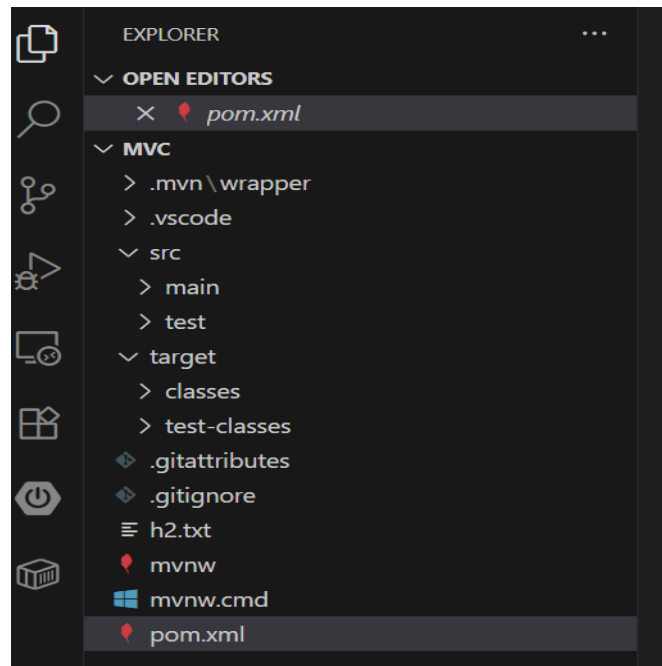 EXPLORER ...
OPEN EDITORS
pom.xml
MVC
.mvn\wrapper
.vscode
src
main
test
target
classes
test-classes
.gitattributes
.gitignore
h2.txt
mvnw
mvnw.cmd
pom.xml